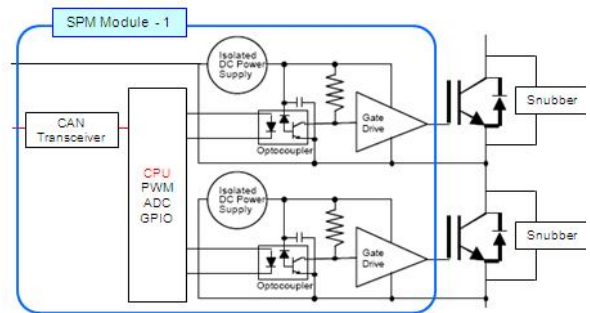 SPM Module - 1
Isolated
DC Power
Supply
CAN
Transceiver
CPU
PWM
ADC
GPIO
Optocoupler
Gate
Drive
Snubber
Isolated
DC Power
Supply
Optocoupler
Gate
Drive
Snubber